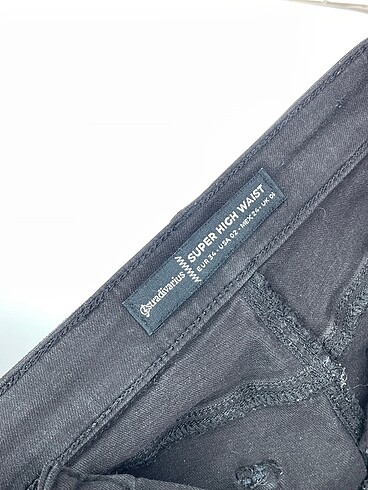 stradivarius
SUPER HIGH WAIST
EUR 34 - USA 02 - MEX 24 - UK 06